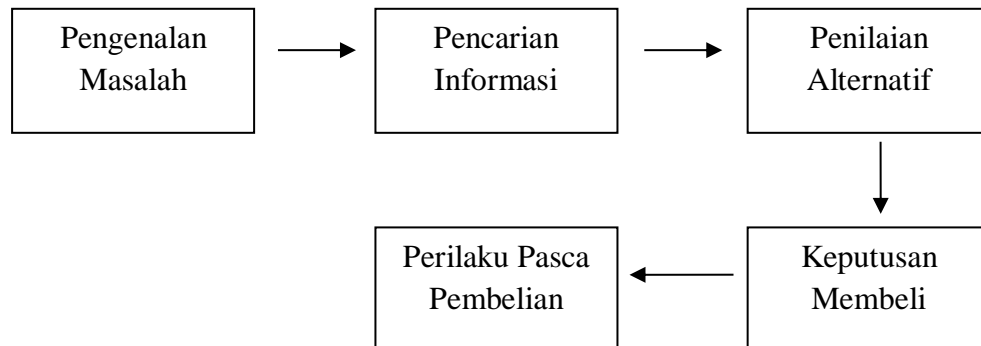 Pengenalan
Masalah
Pencarian
Informasi
Penilaian
Alternatif
Keputusan
Membeli
Perilaku Pasca
Pembelian